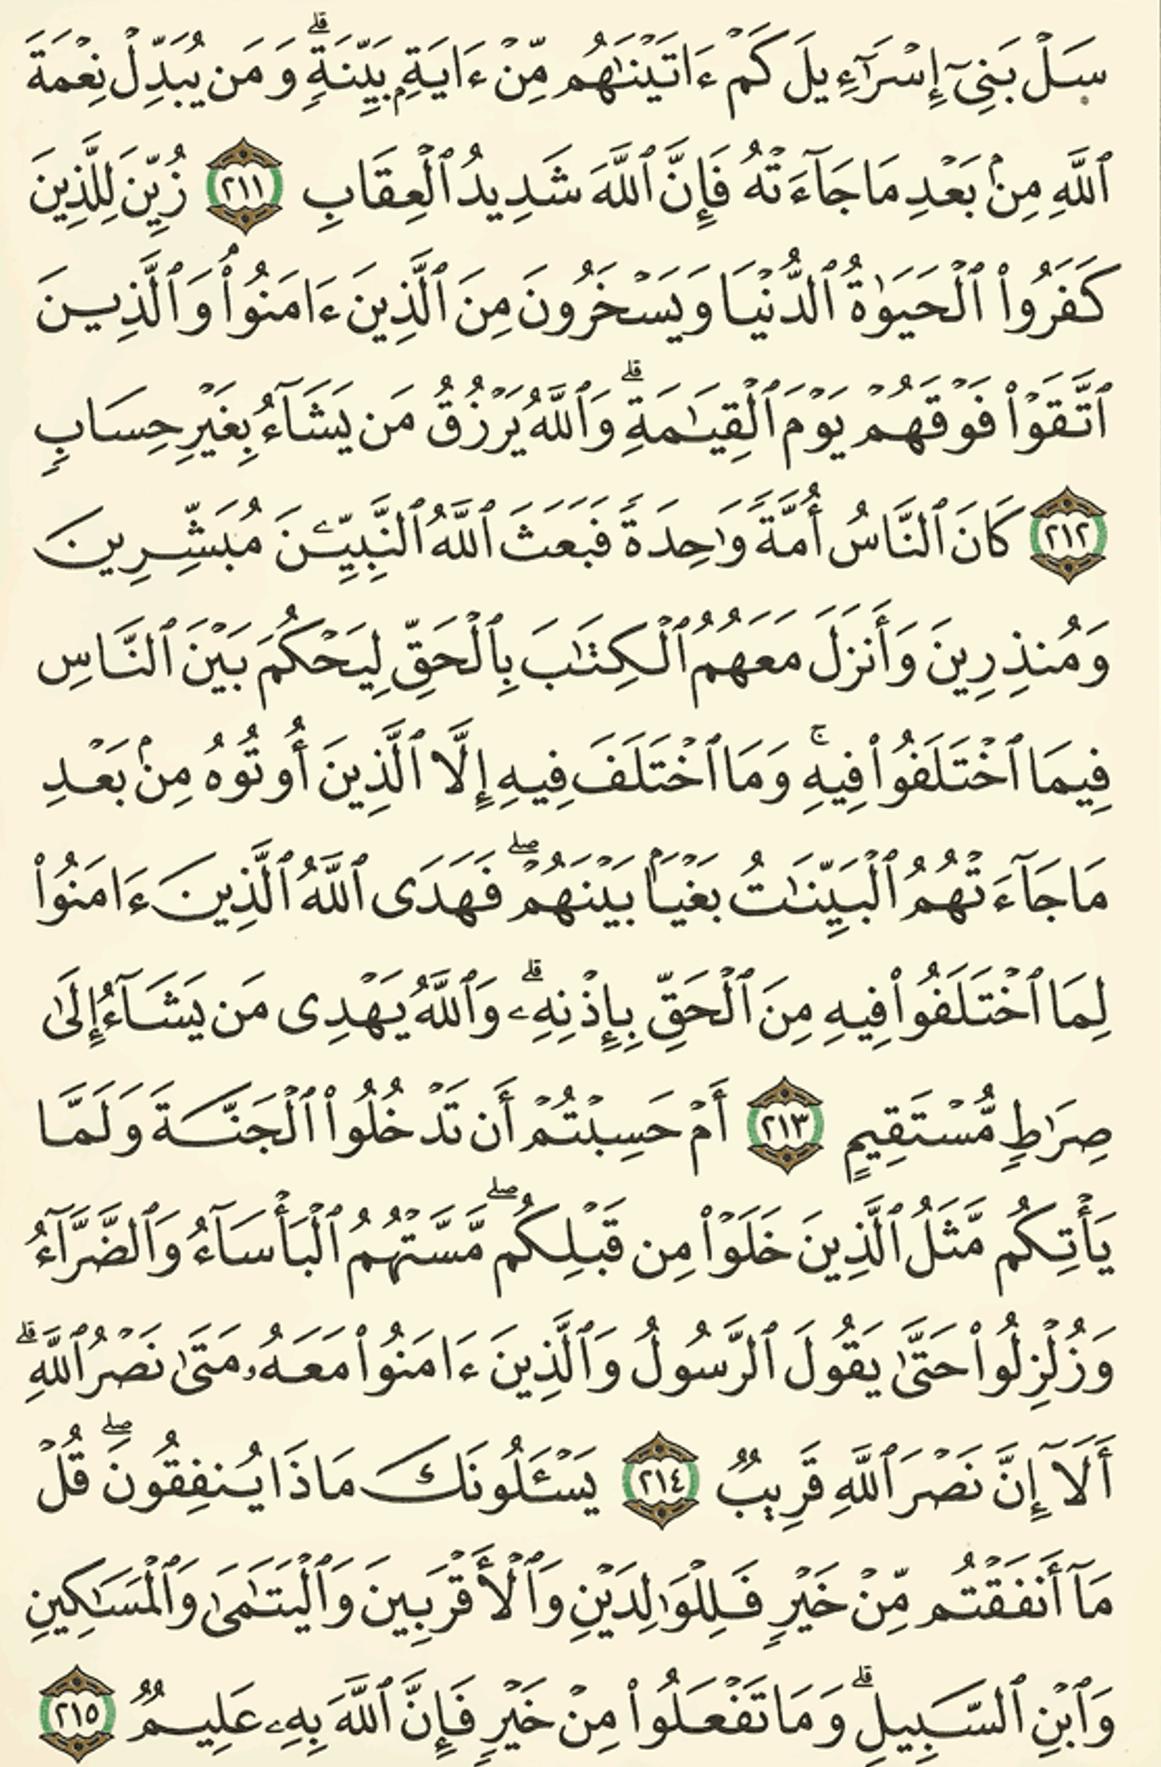 سَلْ بَنِىٓ إِسْرَٰٓءِيلَ كَمْ ءَاتَيْنَٰهُم مِّنْ ءَايَةٍۭ بَيِّنَةٍۗ وَمَن يُبَدِّلْ نِعْمَةَ
ٱللَّهِ مِنۢ بَعْدِ مَا جَآءَتْهُ فَإِنَّ ٱللَّهَ شَدِيدُ ٱلْعِقَابِ ٢١١ زُيِّنَ لِلَّذِينَ
كَفَرُوا۟ ٱلْحَيَوٰةُ ٱلدُّنْيَا وَيَسْخَرُونَ مِنَ ٱلَّذِينَ ءَامَنُوا۟ۘ وَٱلَّذِينَ
ٱتَّقَوْا۟ فَوْقَهُمْ يَوْمَ ٱلْقِيَٰمَةِۗ وَٱللَّهُ يَرْزُقُ مَن يَشَآءُ بِغَيْرِ حِسَابٍ
٢١٢ كَانَ ٱلنَّاسُ أُمَّةً وَٰحِدَةً فَبَعَثَ ٱللَّهُ ٱلنَّبِيِّـۧنَ مُبَشِّرِينَ
وَمُنذِرِينَ وَأَنزَلَ مَعَهُمُ ٱلْكِتَٰبَ بِٱلْحَقِّ لِيَحْكُمَ بَيْنَ ٱلنَّاسِ
فِيمَا ٱخْتَلَفُوا۟ فِيهِۚ وَمَا ٱخْتَلَفَ فِيهِ إِلَّا ٱلَّذِينَ أُوتُوهُ مِنۢ بَعْدِ
مَا جَآءَتْهُمُ ٱلْبَيِّنَٰتُ بَغْيَۢا بَيْنَهُمْۖ فَهَدَى ٱللَّهُ ٱلَّذِينَ ءَامَنُوا۟
لِمَا ٱخْتَلَفُوا۟ فِيهِ مِنَ ٱلْحَقِّ بِإِذْنِهِۦۗ وَٱللَّهُ يَهْدِى مَن يَشَآءُ إِلَىٰ
صِرَٰطٍ مُّسْتَقِيمٍ ٢١٣ أَمْ حَسِبْتُمْ أَن تَدْخُلُوا۟ ٱلْجَنَّةَ وَلَمَّا
يَأْتِكُم مَّثَلُ ٱلَّذِينَ خَلَوْا۟ مِن قَبْلِكُمۖ مَّسَّتْهُمُ ٱلْبَأْسَآءُ وَٱلضَّرَّآءُ
وَزُلْزِلُوا۟ حَتَّىٰ يَقُولَ ٱلرَّسُولُ وَٱلَّذِينَ ءَامَنُوا۟ مَعَهُۥ مَتَىٰ نَصْرُ ٱللَّهِۗ
أَلَآ إِنَّ نَصْرَ ٱللَّهِ قَرِيبٌ ٢١٤ يَسْـَٔلُونَكَ مَاذَا يُنفِقُونَۖ قُلْ
مَآ أَنفَقْتُم مِّنْ خَيْرٍ فَلِلْوَٰلِدَيْنِ وَٱلْأَقْرَبِينَ وَٱلْيَتَٰمَىٰ وَٱلْمَسَٰكِينِ
وَٱبْنِ ٱلسَّبِيلِۗ وَمَا تَفْعَلُوا۟ مِنْ خَيْرٍ فَإِنَّ ٱللَّهَ بِهِۦ عَلِيمٌ ٢١٥